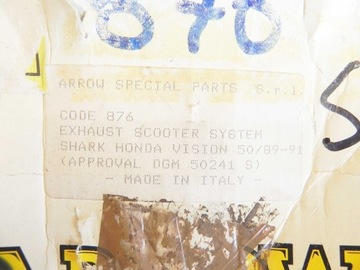 876
ARROW SPECIAL PARTS S.r.l.
CODE 876
EXHAUST SCOOTER SYSTEM
SHARK HONDA VISION 50/89-91
(APPROVAL DGM 50241 S)
- MADE IN ITALY -